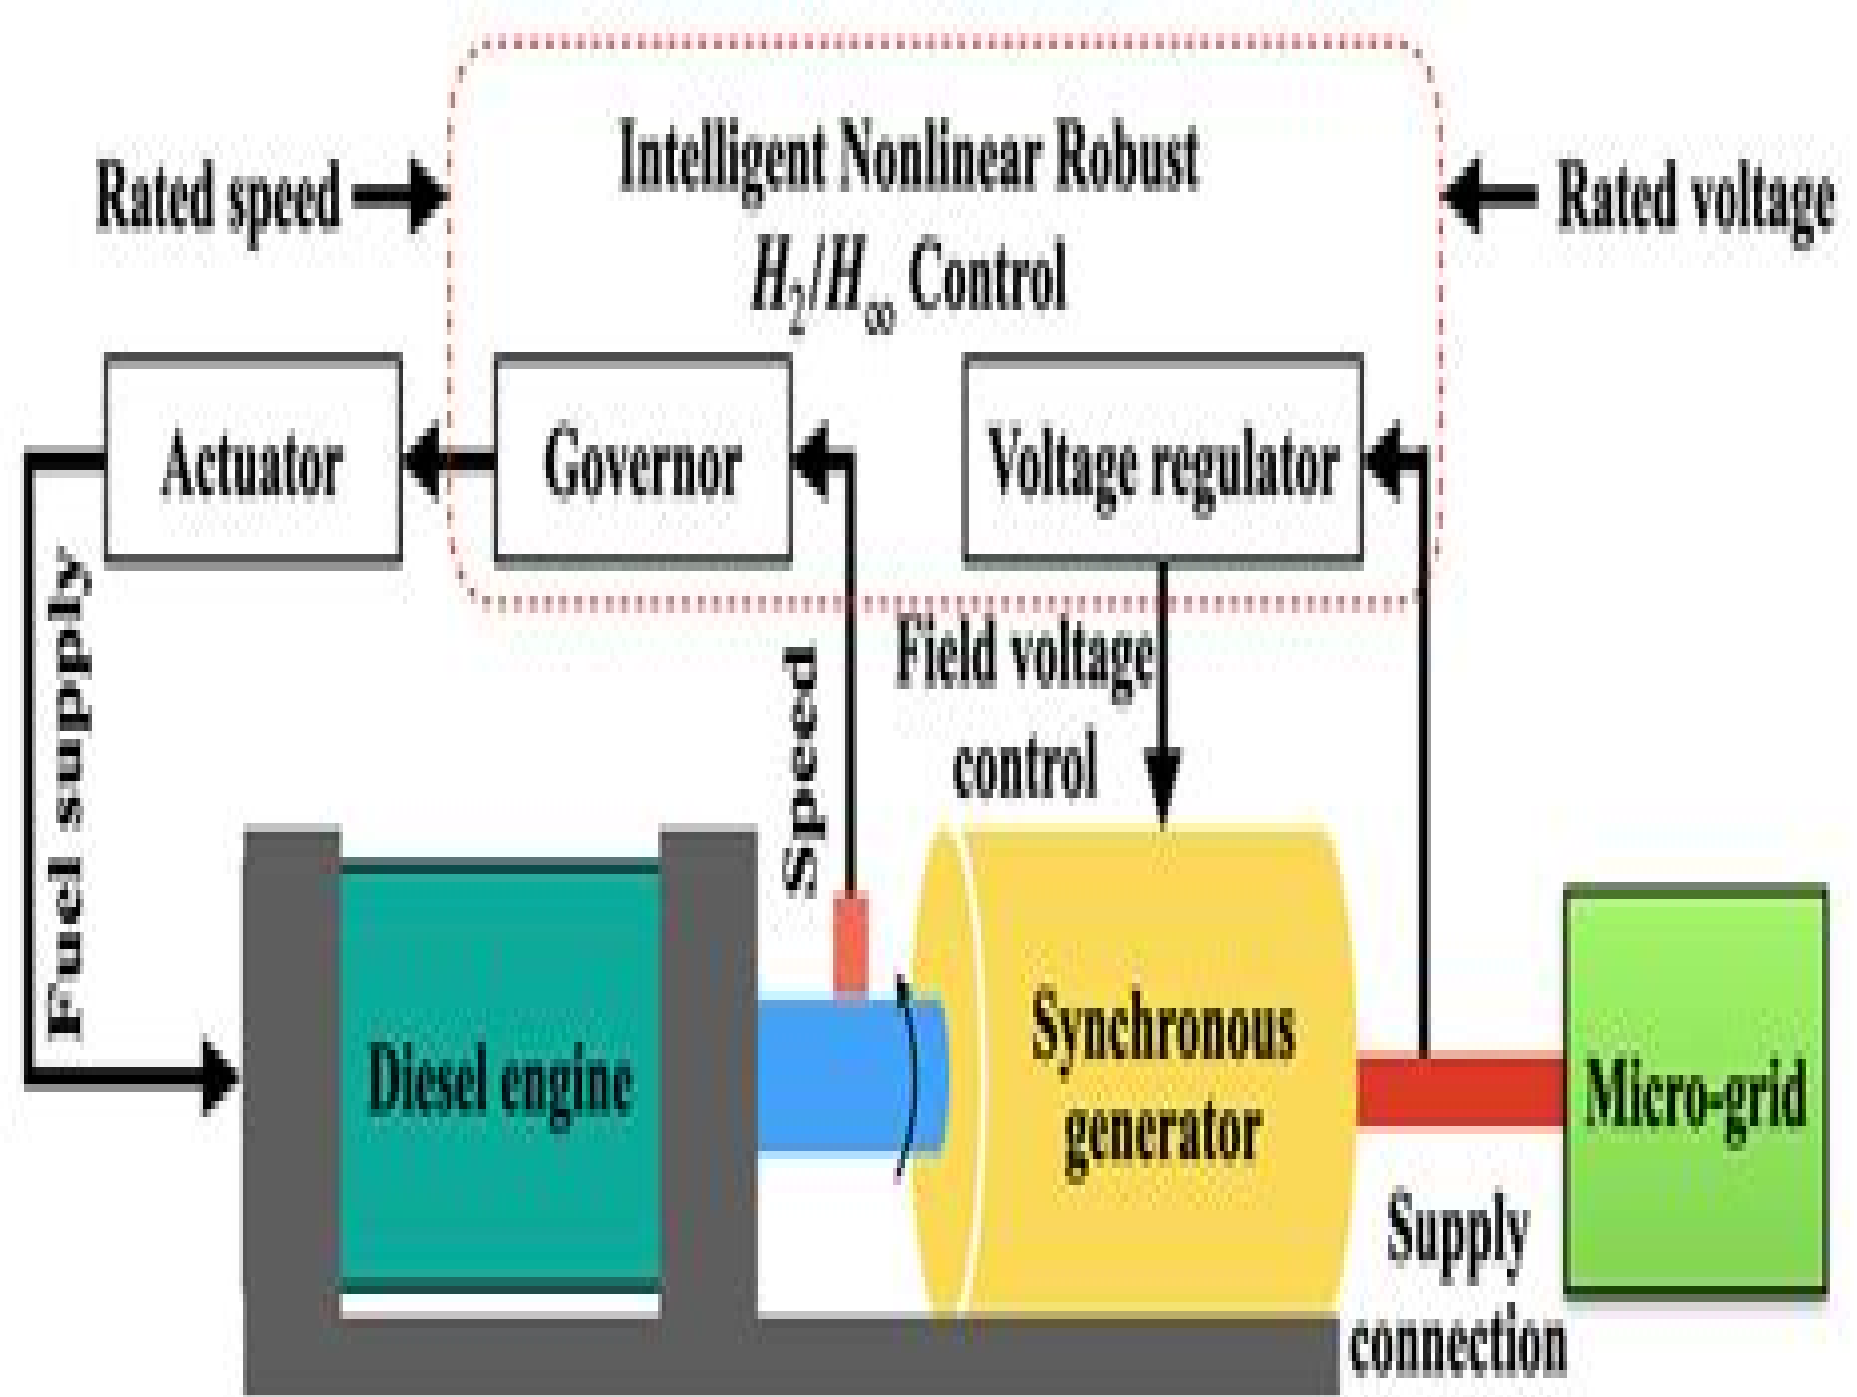 Intelligent Nonlinear Robust
H₂/H∞ Control
Rated speed
Rated voltage
Actuator
Governor
Voltage regulator
Fuel supply
Speed
Field voltage
control
Diesel engine
Synchronous
generator
Micro-grid
Supply
connection